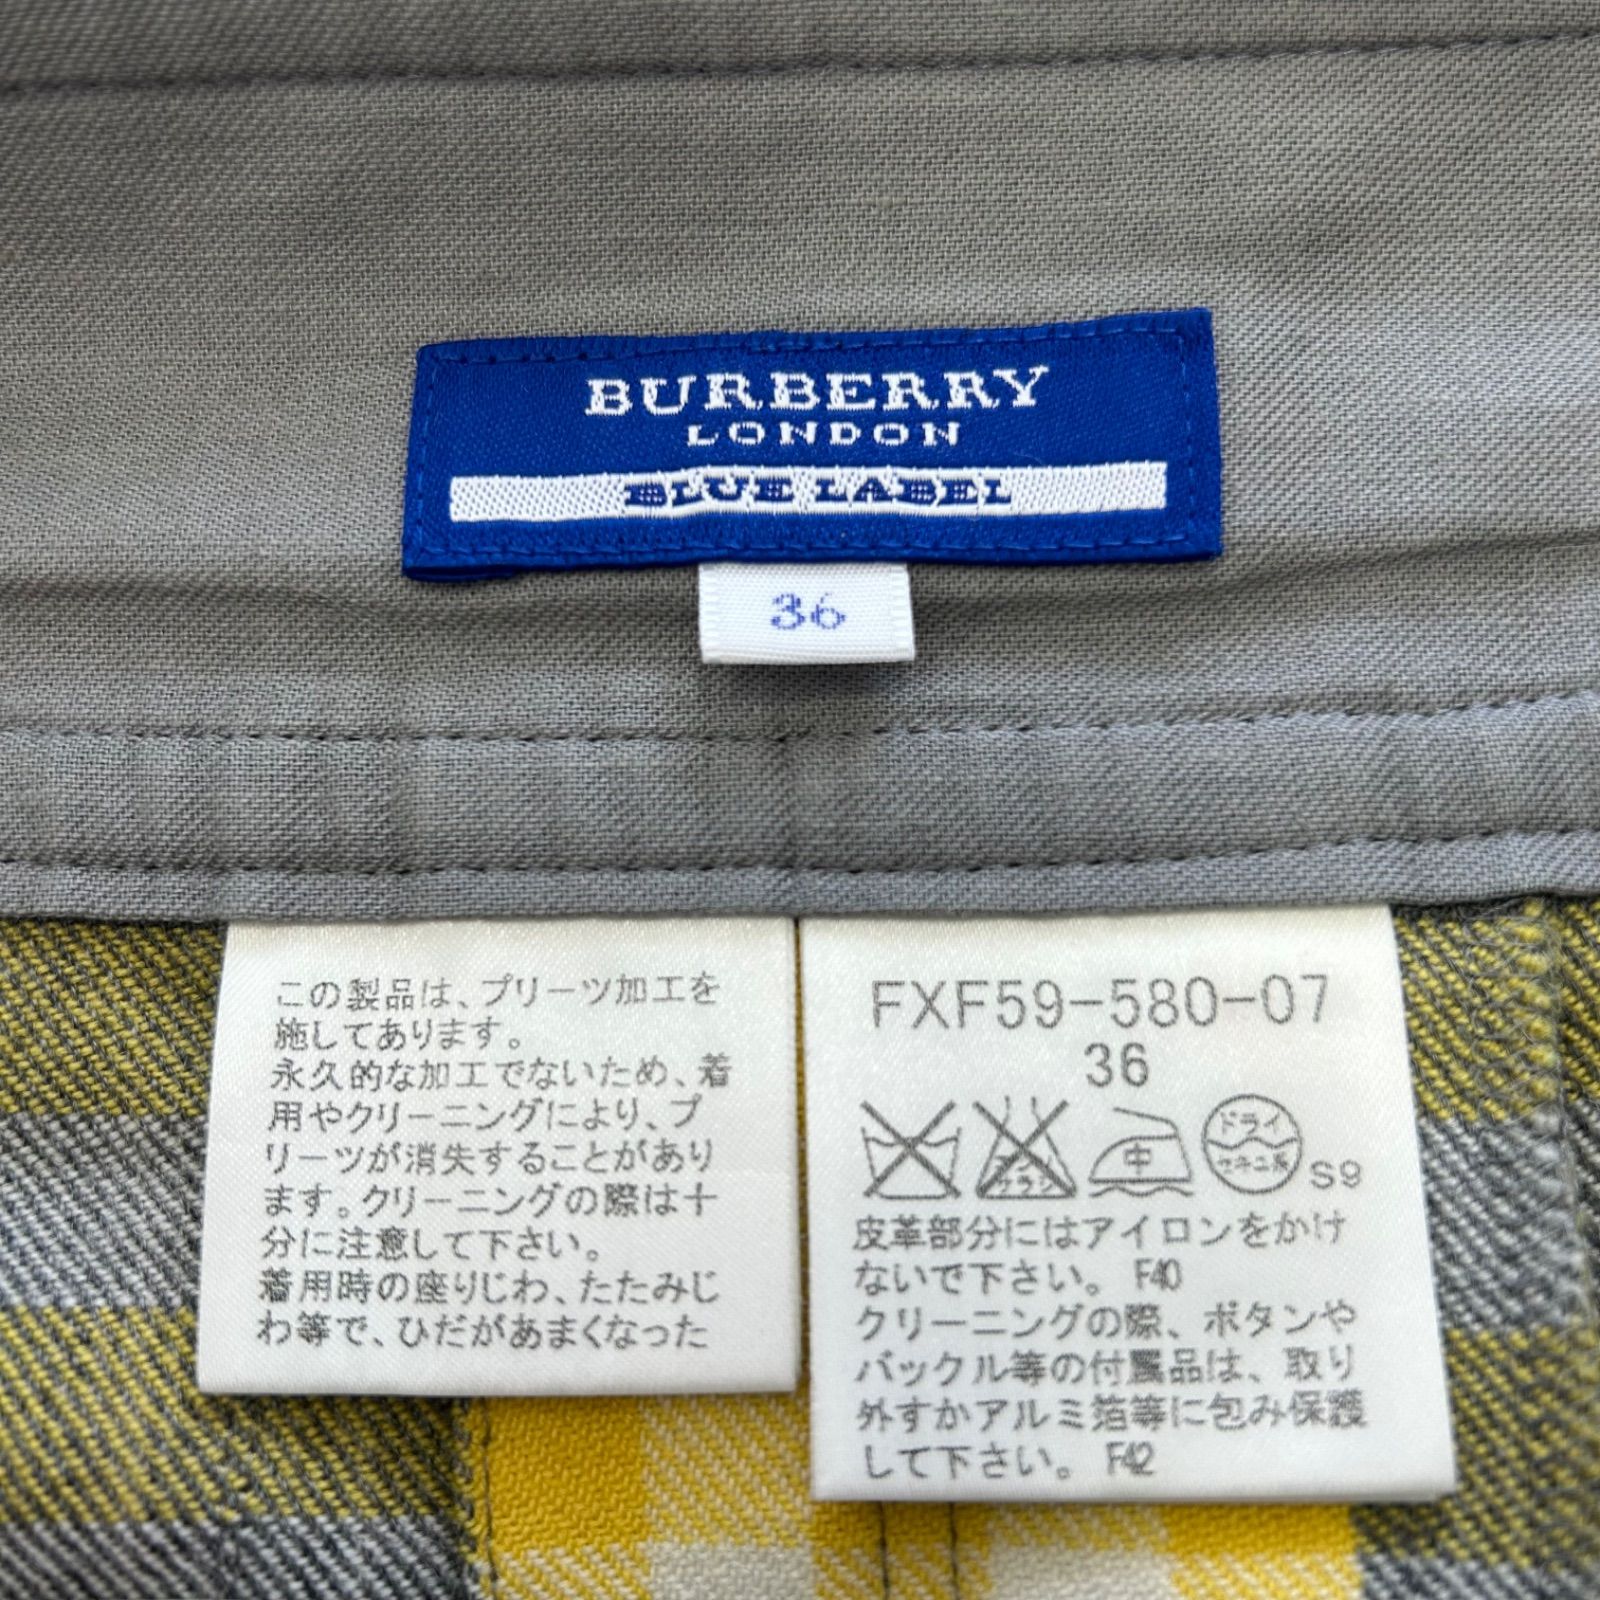 BURBERRY
LONDON
BLUE LABEL
36
この製品は、プリーツ加工を
施してあります。
永久的な加工でないため、着
用やクリーニングにより、プ
リーツが消失することがあり
ます。クリーニングの際は十
分に注意して下さい。
着用時の座りじわ、たたみじ
わ等で、ひだがあまくなった
FXF59-580-07
36
エンソ
サラシ
中
ドライ
セキユ系
S9
皮革部分にはアイロンをかけ
ないで下さい。 F40
クリーニングの際、ボタンや
バックル等の付属品は、取り
外すかアルミ箔等に包み保護
して下さい。 F42